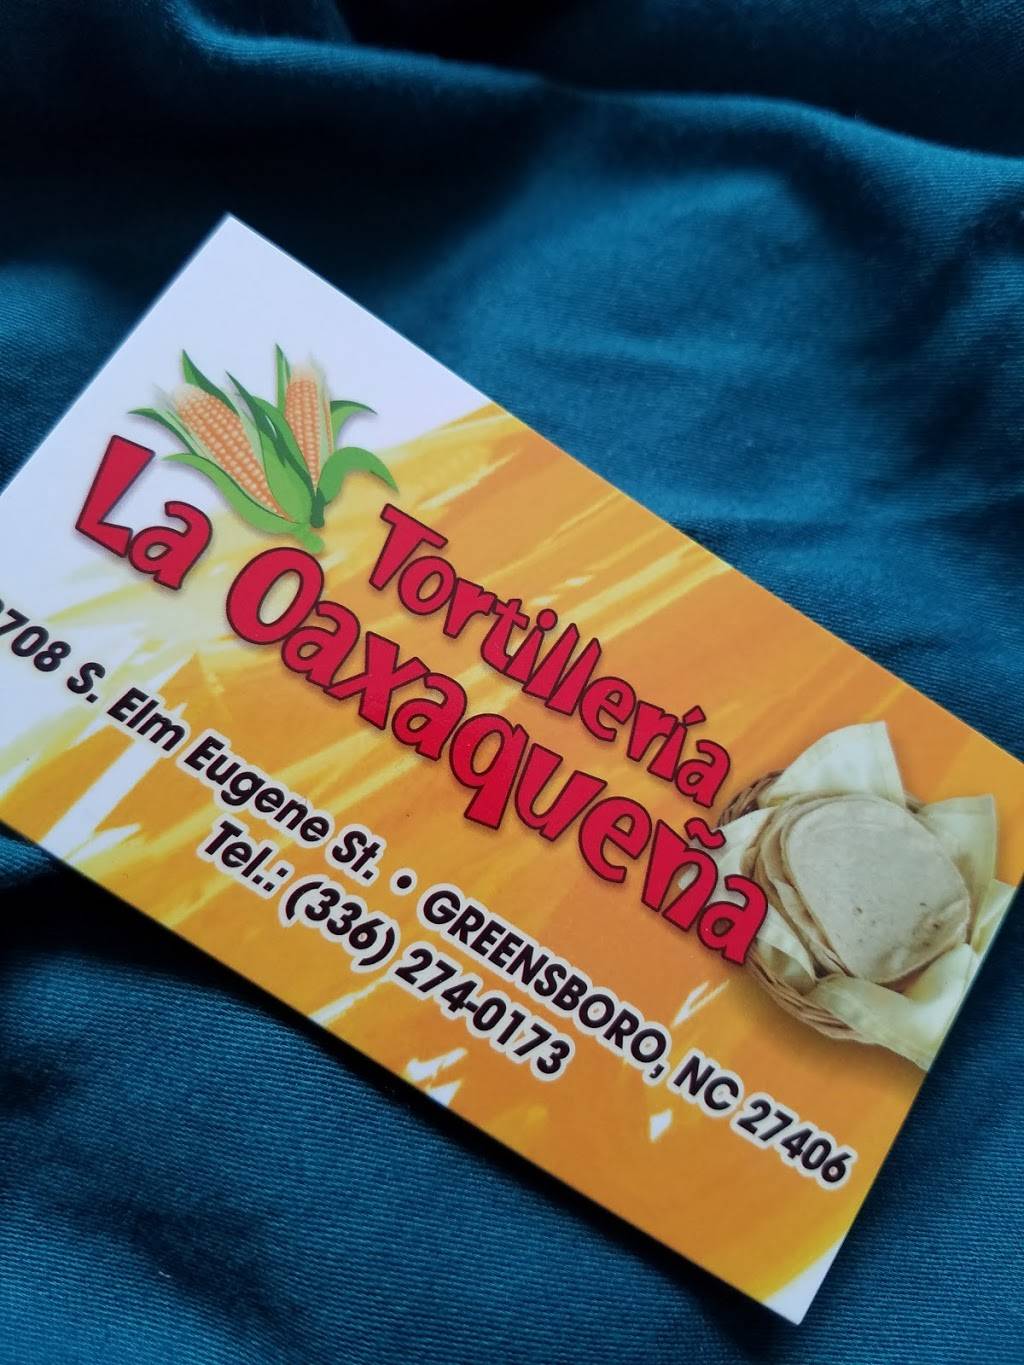 Tortillería
La Oaxaqueña
708 S. Elm Eugene St. • GREENSBORO, NC 27406
Tel.: (336) 274-0173